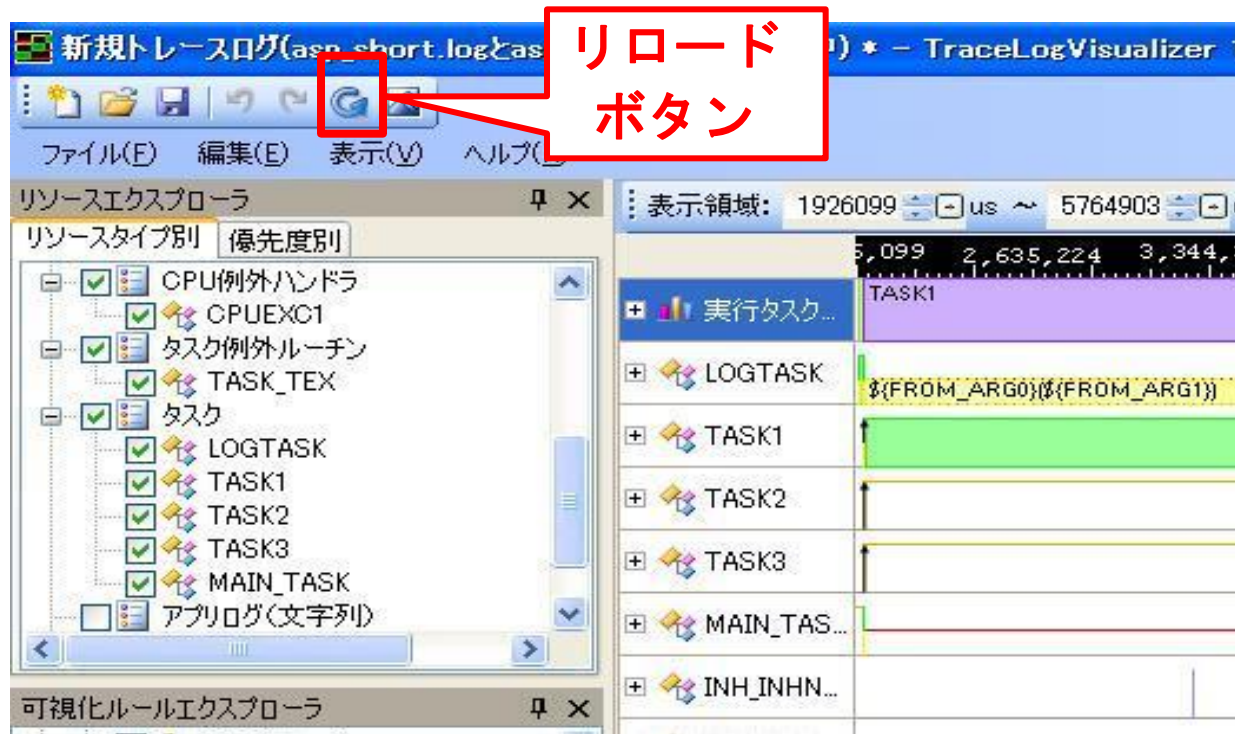 新規トレースログ(asp_short.logとas
) * - TraceLogVisualizer
リロード
ボタン
ファイル(F) 編集(E) 表示(V) ヘルプ(
リソースエクスプローラ
リソースタイプ別 優先度別
CPU例外ハンドラ
CPUEXC1
タスク例外ルーチン
TASK_TEX
タスク
LOGTASK
TASK1
TASK2
TASK3
MAIN_TASK
アプリログ(文字列)
可視化ルールエクスプローラ
表示領域: 1926099 us ~ 5764903
5,099 2,635,224 3,344,
実行タスク...
TASK1
LOGTASK
${FROM_ARG0}(${FROM_ARG1})
TASK1
TASK2
TASK3
MAIN_TAS...
INH_INHN...